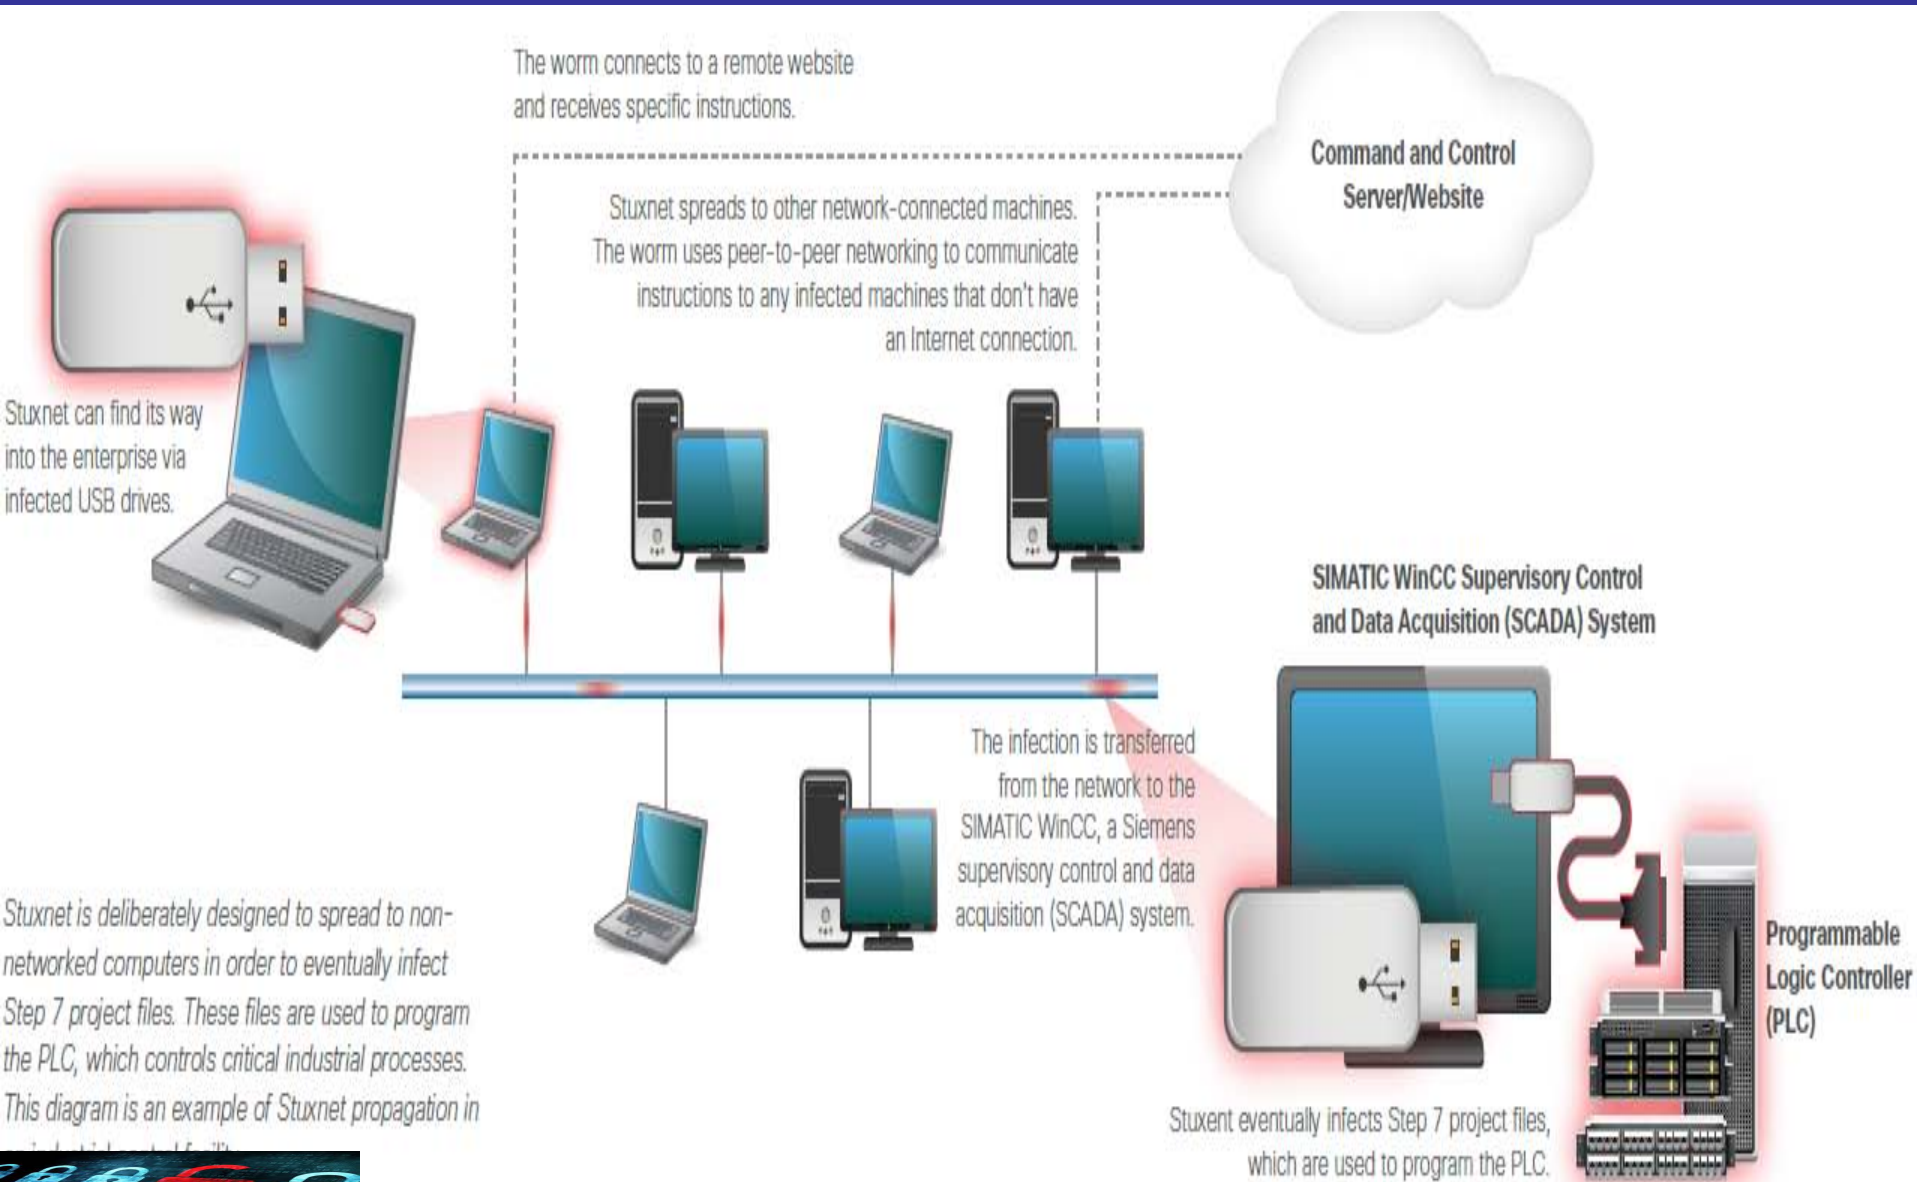 The worm connects to a remote website
and receives specific instructions.
Command and Control
Server/Website
Stuxnet spreads to other network-connected machines.
The worm uses peer-to-peer networking to communicate
instructions to any infected machines that don't have
an Internet connection.
Stuxnet can find its way
into the enterprise via
infected USB drives.
SIMATIC WinCC Supervisory Control
and Data Acquisition (SCADA) System
The infection is transferred
from the network to the
SIMATIC WinCC, a Siemens
supervisory control and data
acquisition (SCADA) system.
Programmable
Logic Controller
(PLC)
Stuxnet is deliberately designed to spread to non-
networked computers in order to eventually infect
Step 7 project files. These files are used to program
the PLC, which controls critical industrial processes.
This diagram is an example of Stuxnet propagation in
Stuxent eventually infects Step 7 project files,
which are used to program the PLC.